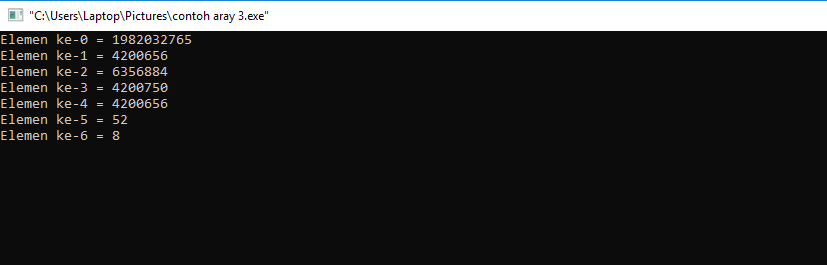 "C:\Users\Laptop\Pictures\contoh aray 3.exe"
Elemen ke-0 = 1982032765
Elemen ke-1 = 4200656
Elemen ke-2 = 6356884
Elemen ke-3 = 4200750
Elemen ke-4 = 4200656
Elemen ke-5 = 52
Elemen ke-6 = 8